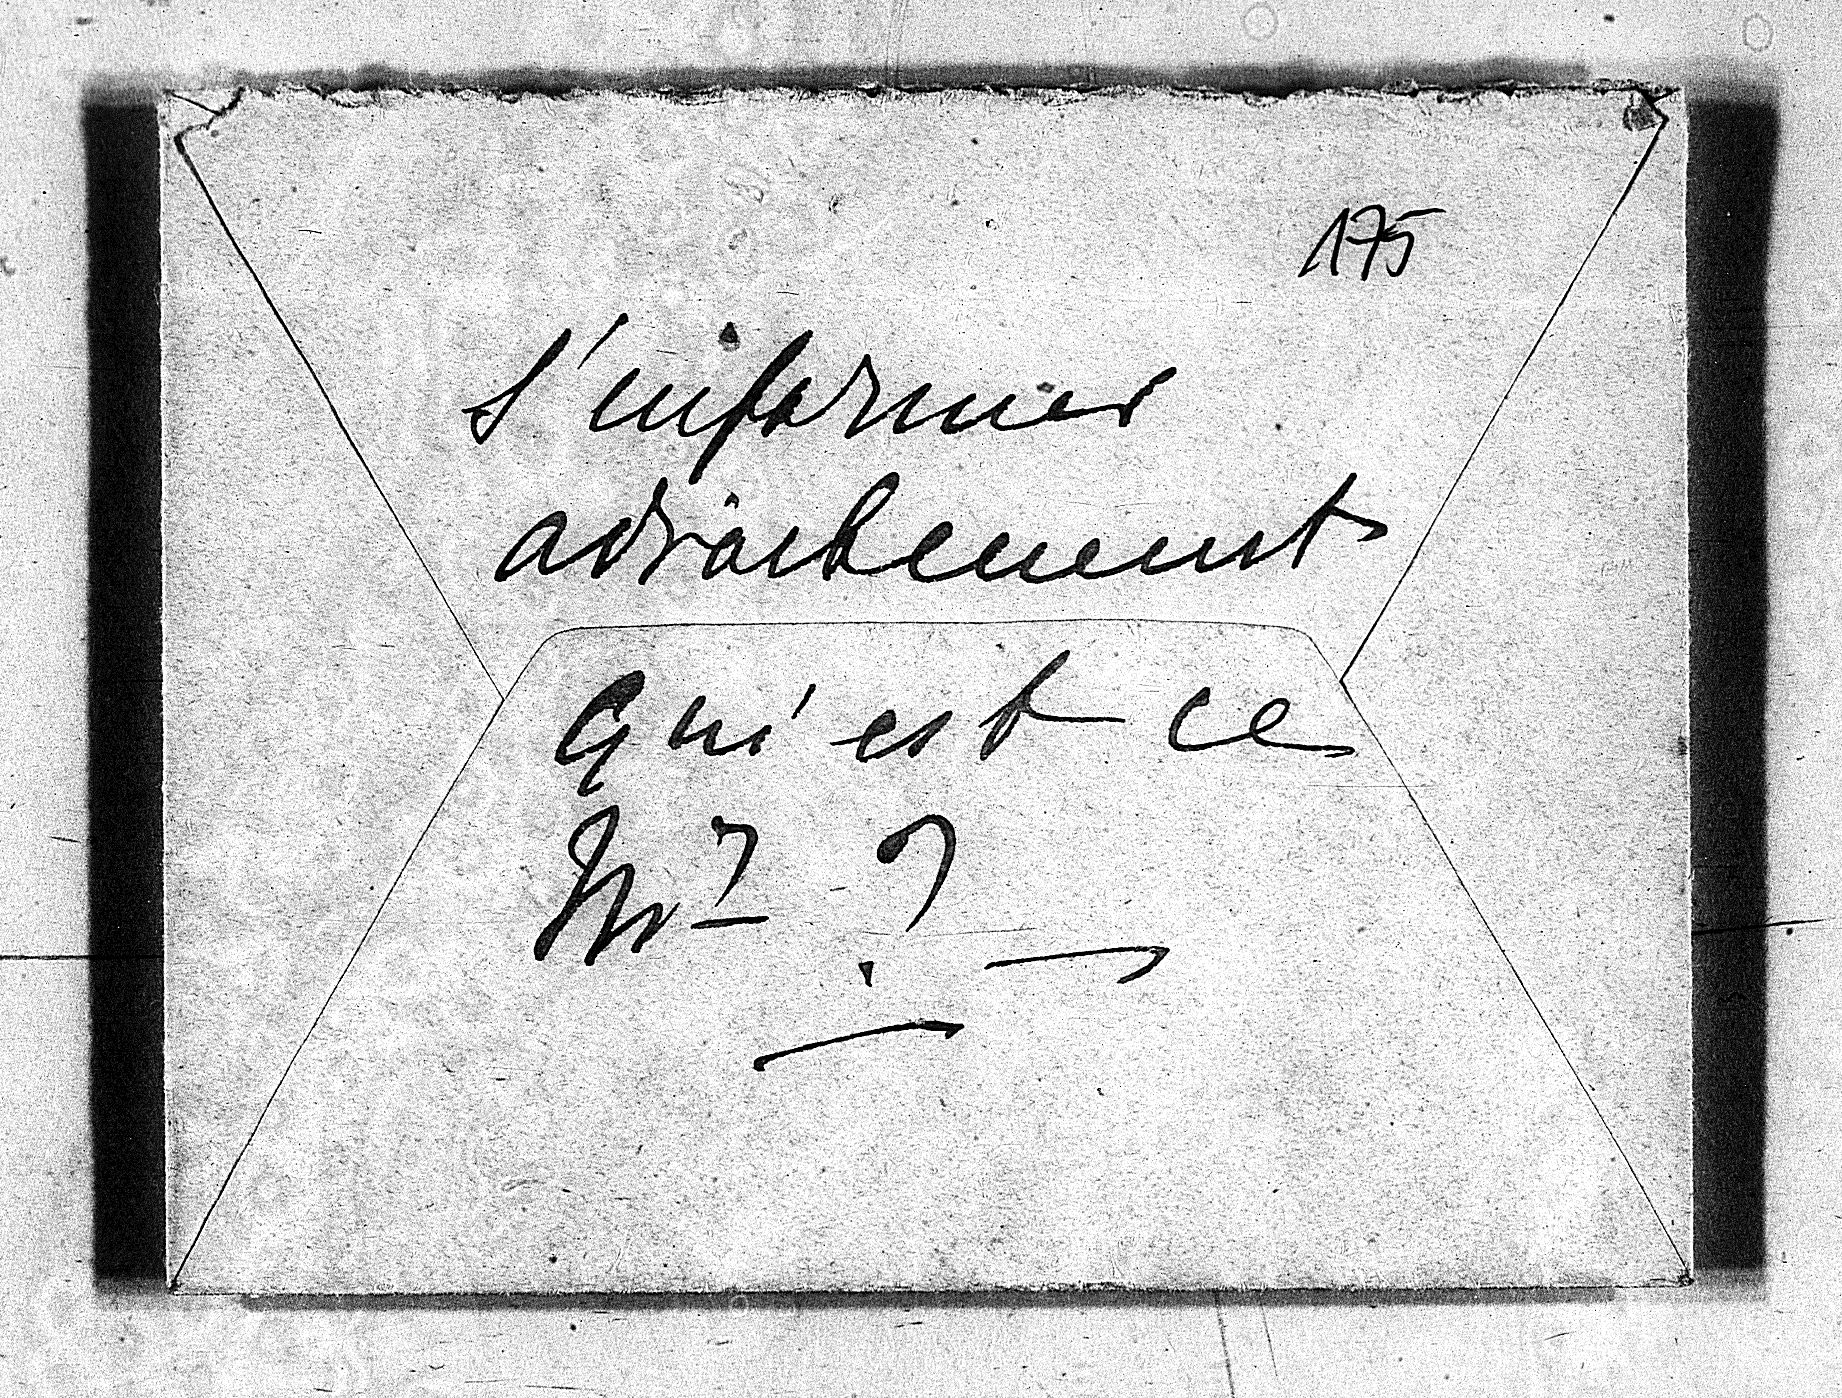 175
s'informer
adroitement
qui est ce
Mr ?